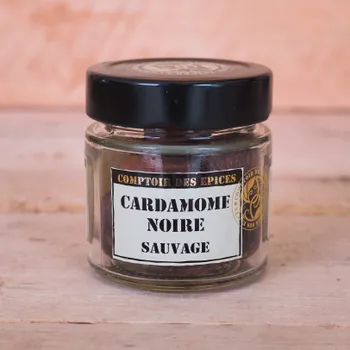 COMPTOIR DES EPICES
CARDAMOME
NOIRE
SAUVAGE